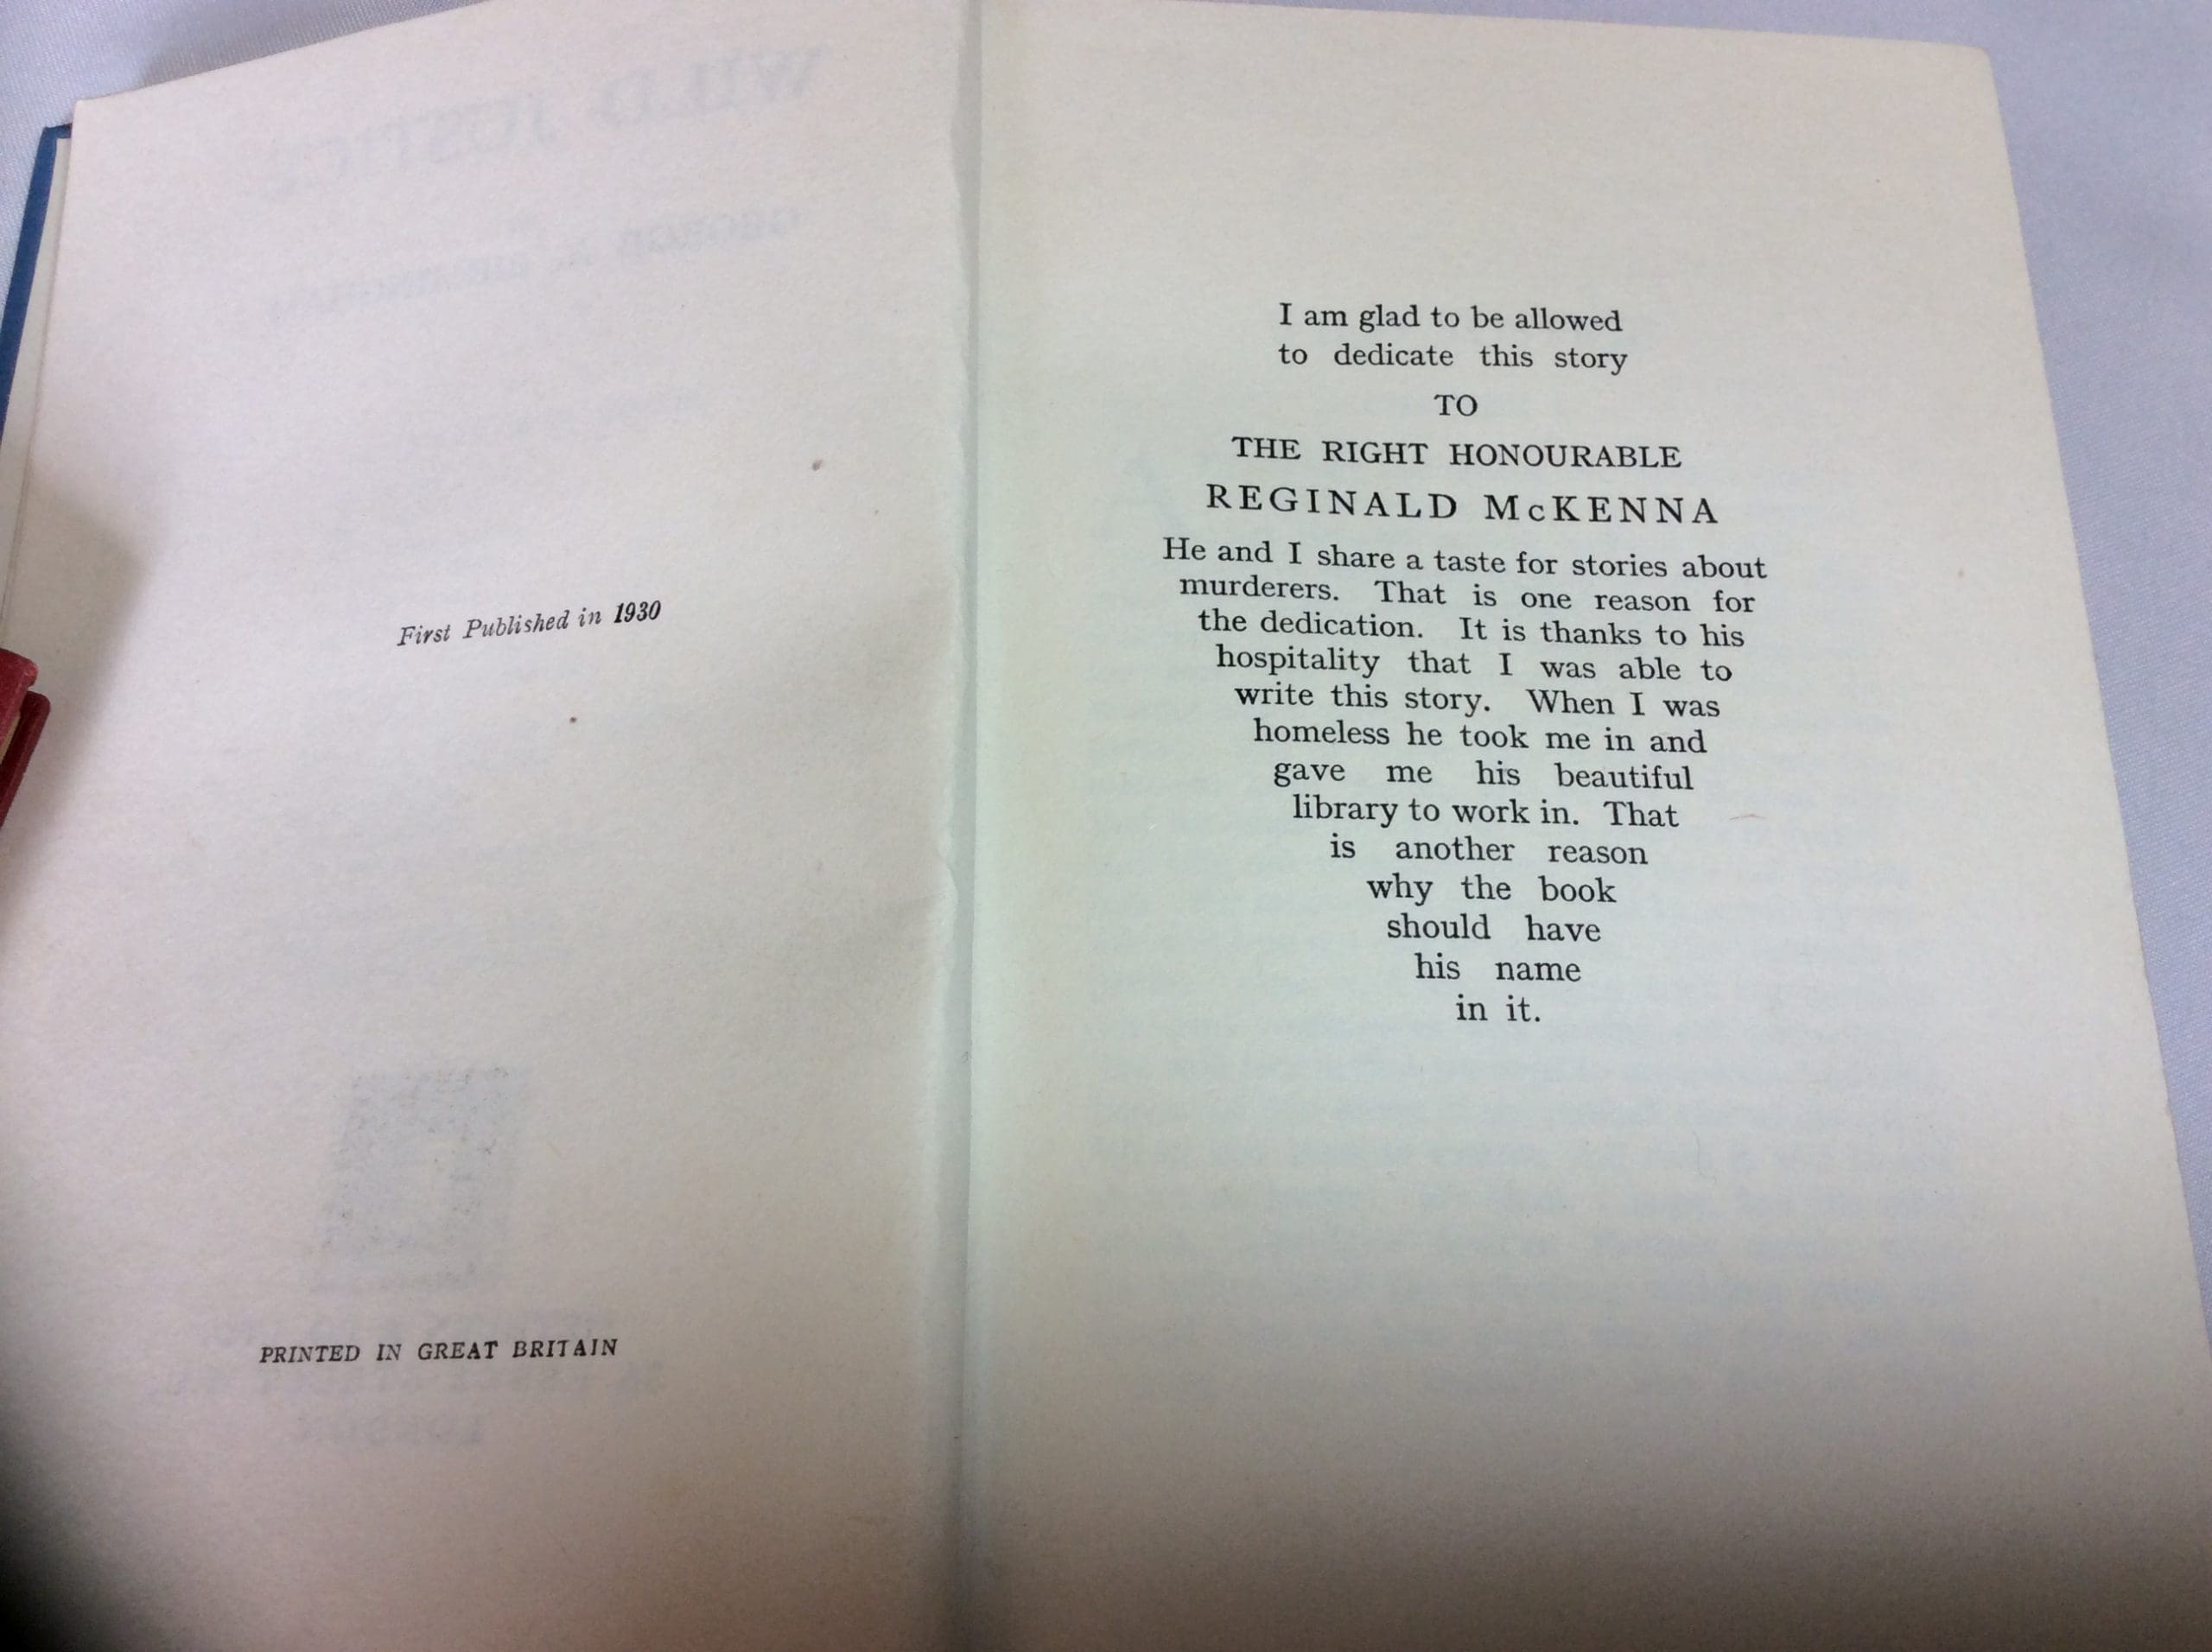 WILD JUSTICE
First Published in 1930
PRINTED IN GREAT BRITAIN
LONDON
I am glad to be allowed
to dedicate this story
TO
THE RIGHT HONOURABLE
REGINALD McKENNA
He and I share a taste for stories about
murderers. That is one reason for
the dedication. It is thanks to his
hospitality that I was able to
write this story. When I was
homeless he took me in and
gave me his beautiful
library to work in. That
is another reason
why the book
should have
his name
in it.